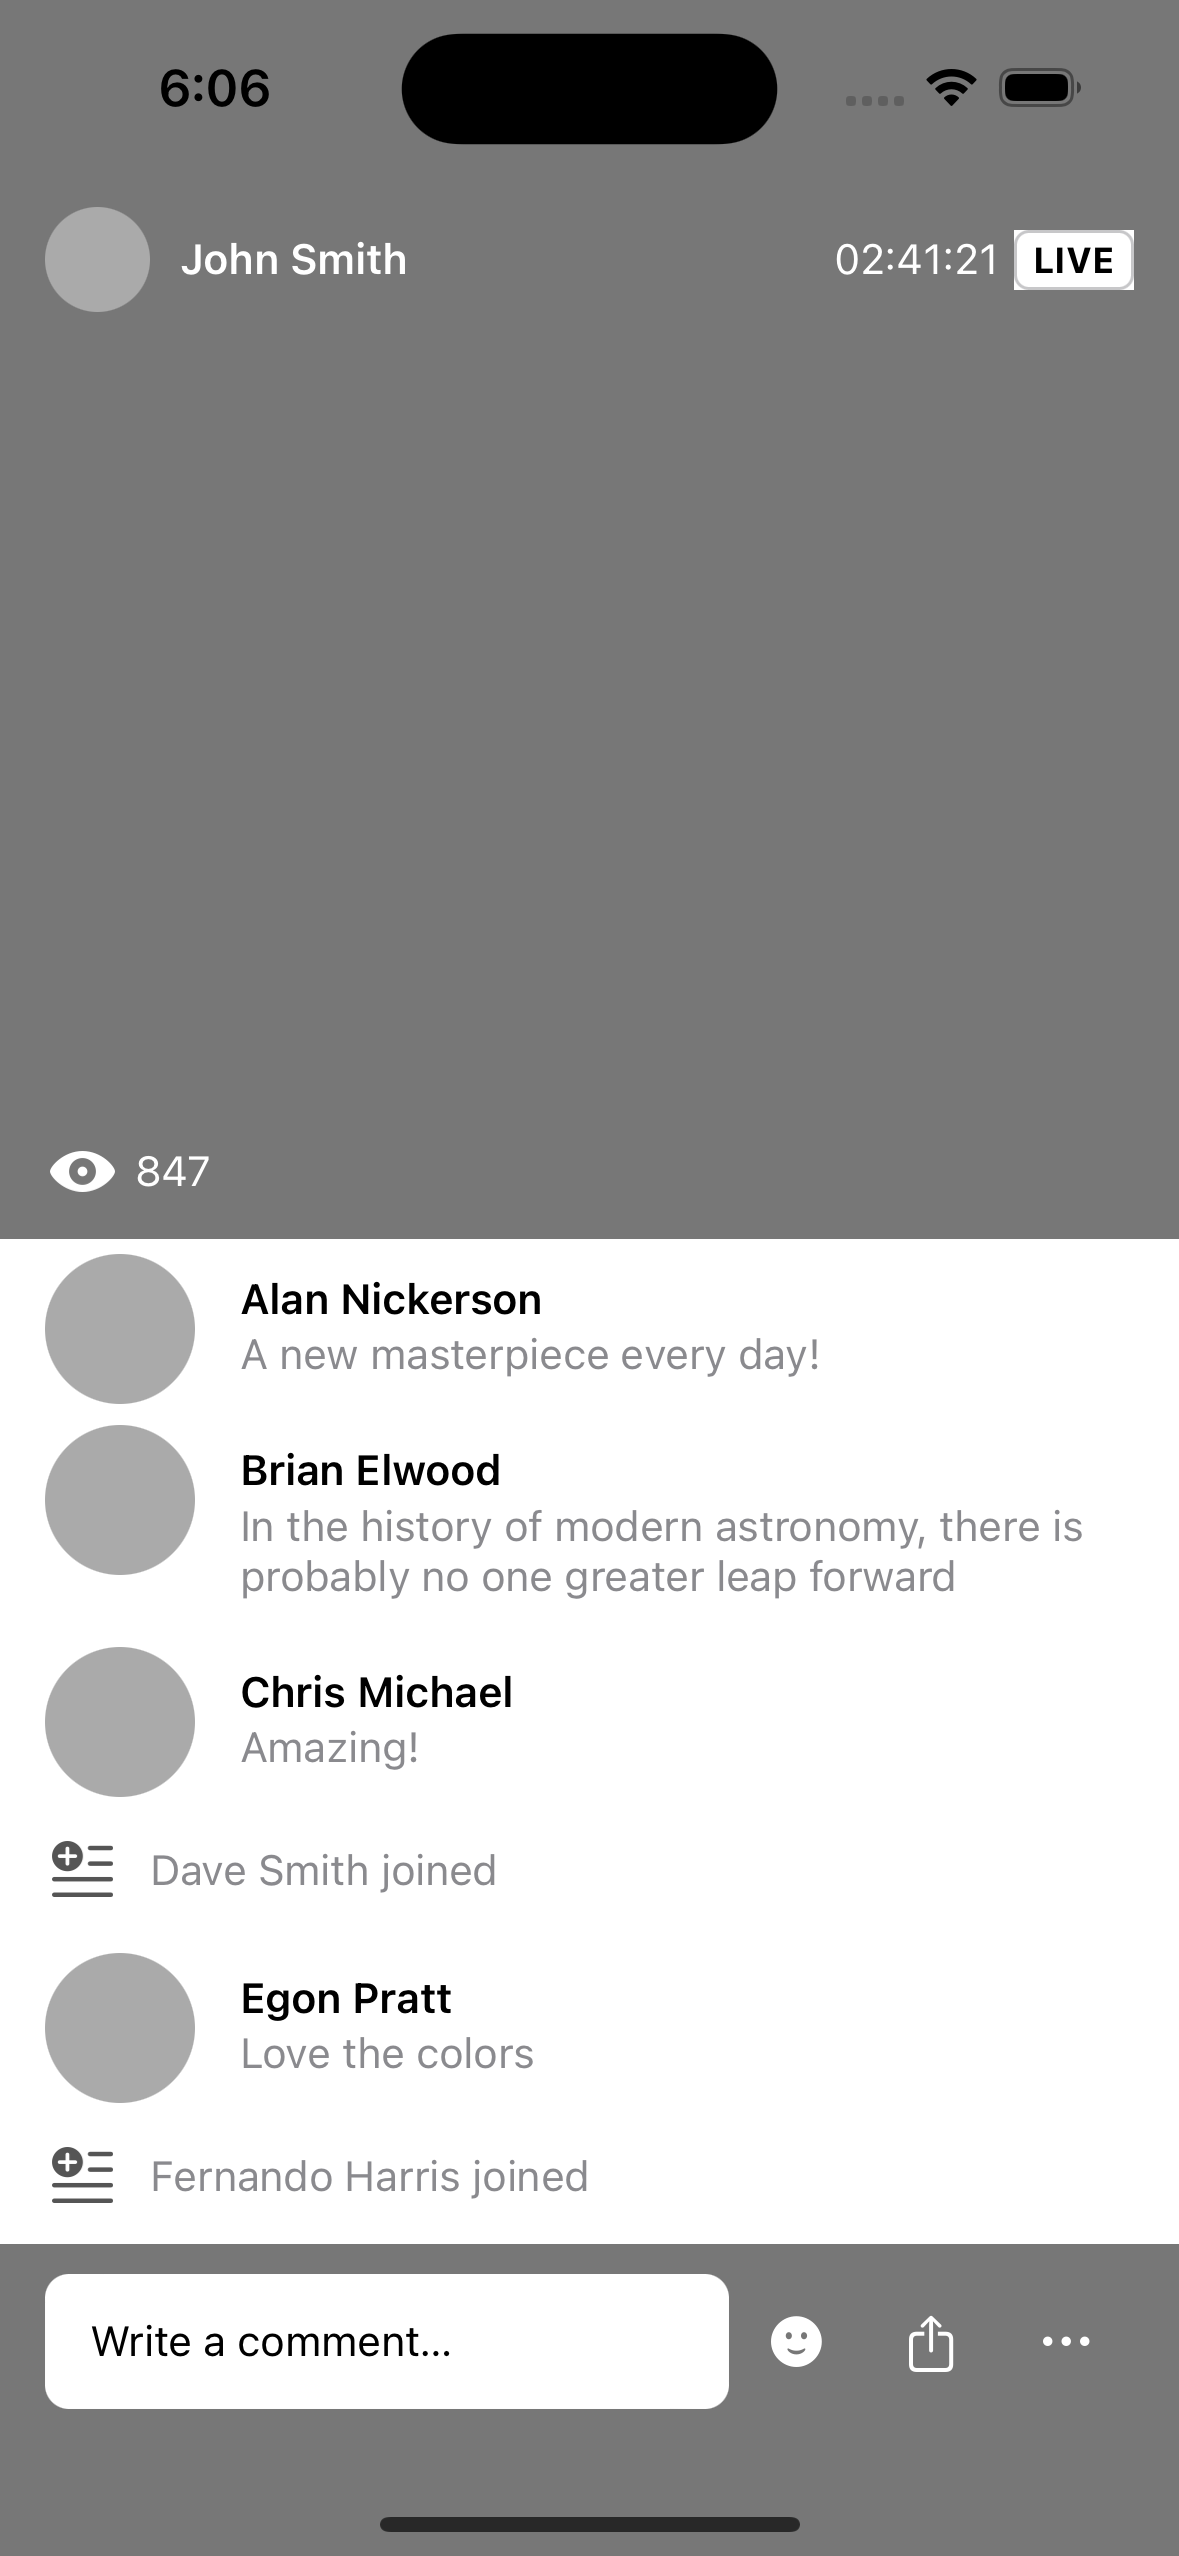 6:06
John Smith
02:41:21 LIVE
847
Alan Nickerson
A new masterpiece every day!
Brian Elwood
In the history of modern astronomy, there is
probably no one greater leap forward
Chris Michael
Amazing!
Dave Smith joined
Egon Pratt
Love the colors
Fernando Harris joined
Write a comment...